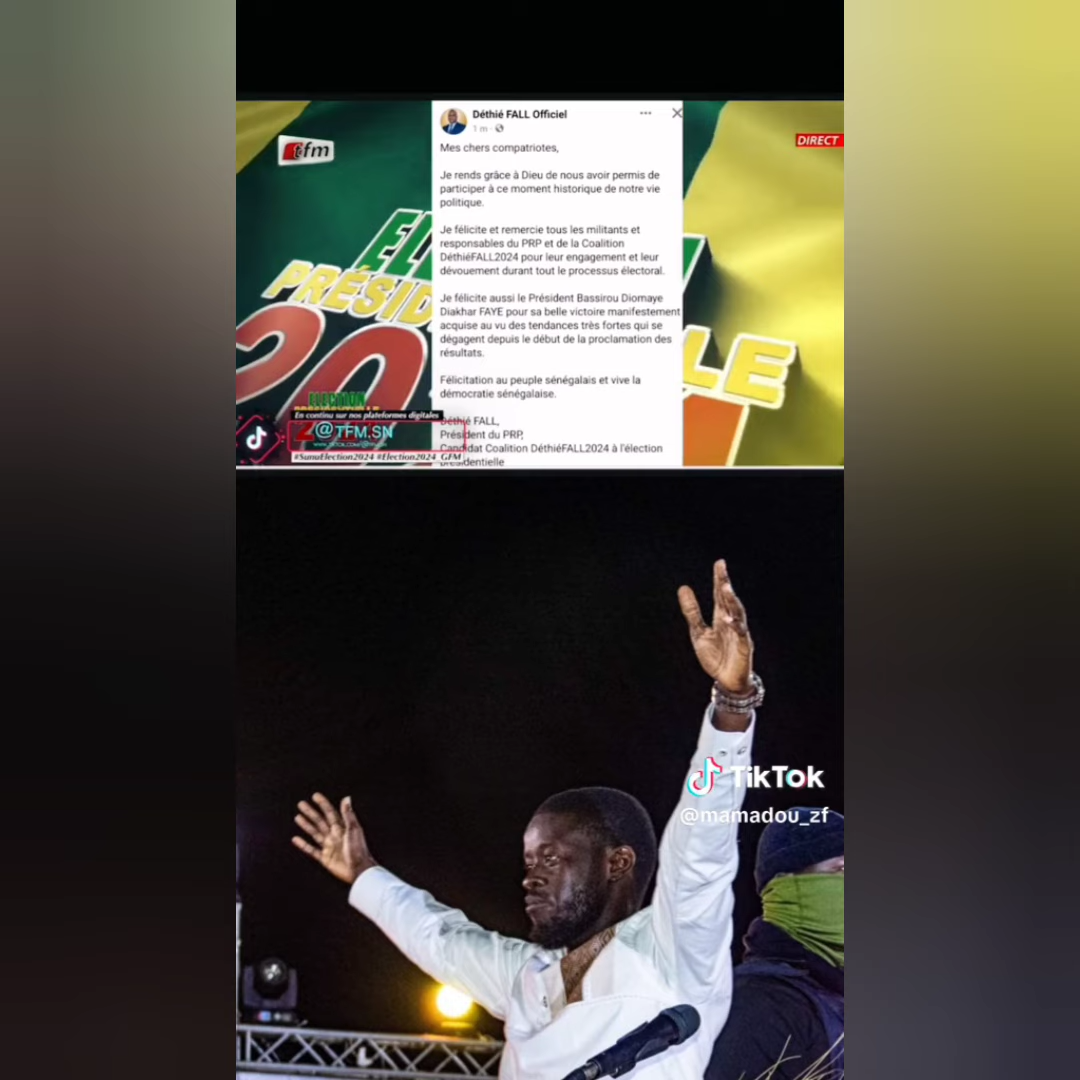 Déthié FALL Officiel
1 m
tfm
DIRECT
Mes chers compatriotes,
Je rends grâce à Dieu de nous avoir permis de
participer à ce moment historique de notre vie
politique.
Je félicite et remercie tous les militants et
responsables du PRP et de la Coalition
DéthiéFALL2024 pour leur engagement et leur
dévouement durant tout le processus électoral.
Je félicite aussi le Président Bassirou Diomaye
Diakhar FAYE pour sa belle victoire manifestement
acquise au vu des tendances très fortes qui se
dégagent depuis le début de la proclamation des
résultats.
Félicitation au peuple sénégalais et vive la
démocratie sénégalaise.
Déthié FALL,
Président du PRP,
Candidat Coalition DéthiéFALL2024 à l'élection
présidentielle
EL
PRÉSID
LE
20
ELECTION
En continu sur nos plateformes digitales
@TFM.SN
#SunuElection2024 #Election2024_GFM
TikTok
@mamadou_zf